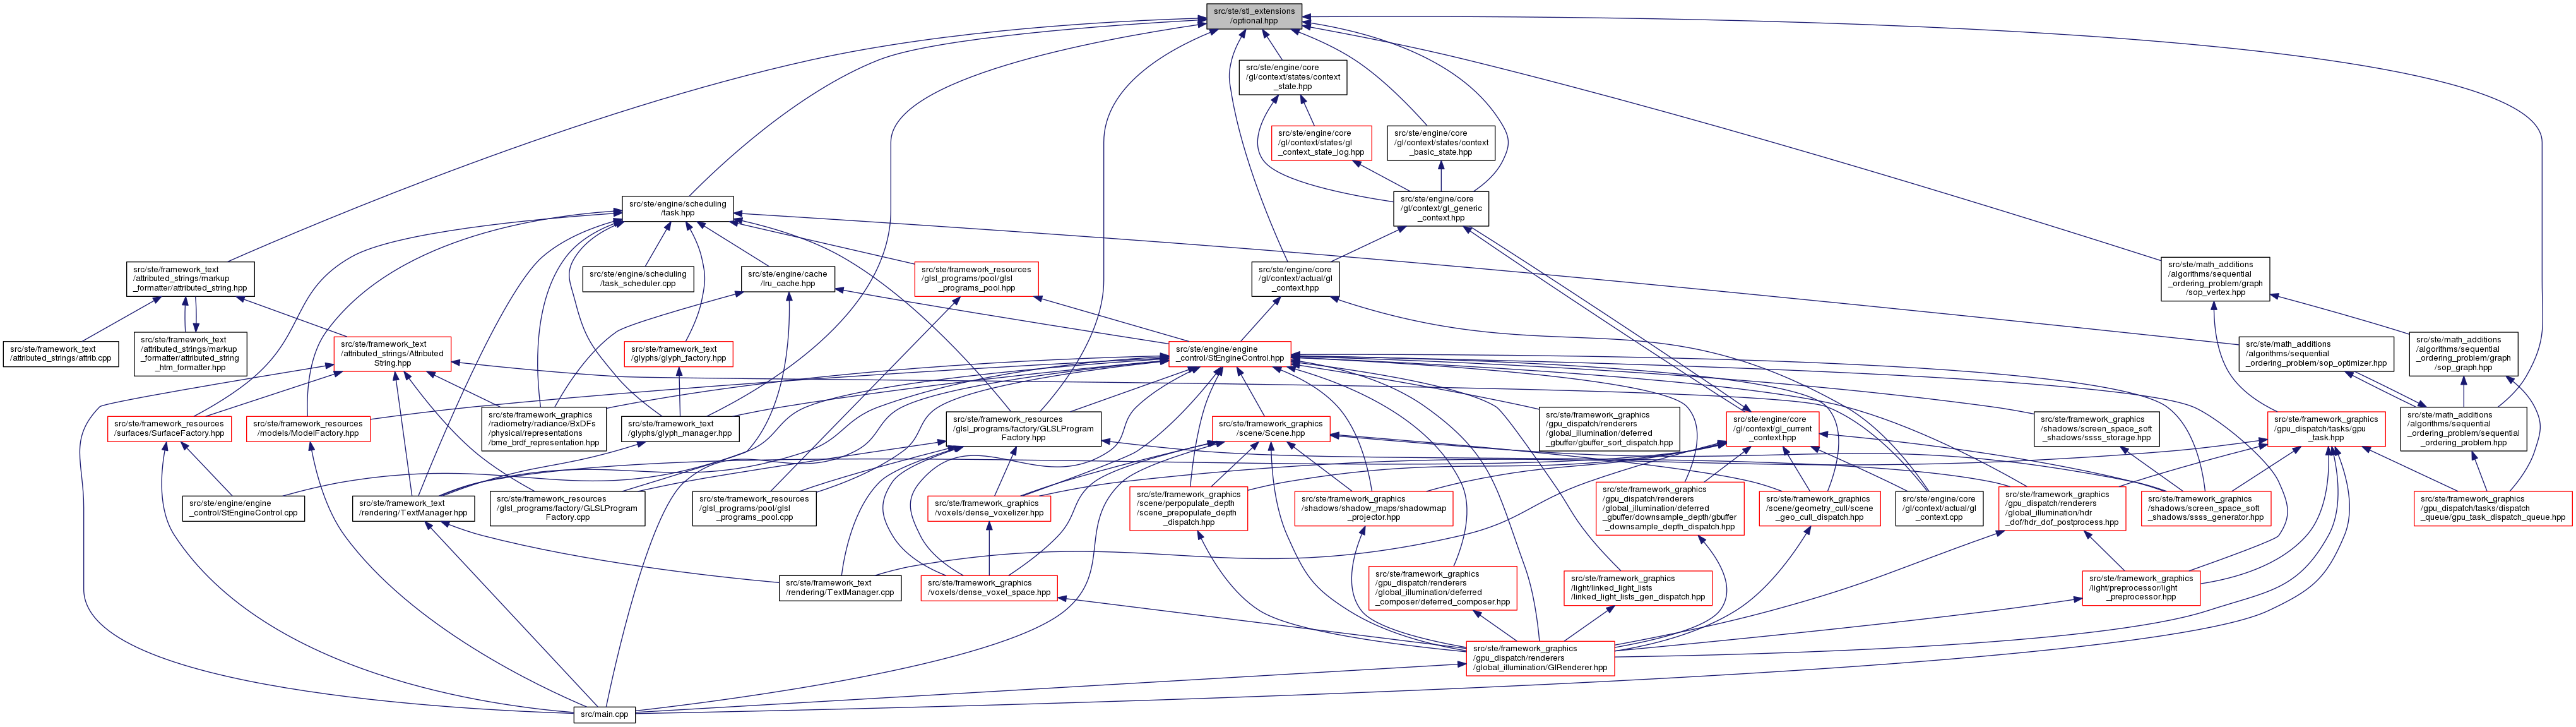 src/ste/stl_extensions
/optional.hpp
src/ste/engine/core
/gl/context/states/context
_state.hpp
src/ste/engine/core
/gl/context/states/gl
_context_state_log.hpp
src/ste/engine/core
/gl/context/states/context
_basic_state.hpp
src/ste/engine/scheduling
/task.hpp
src/ste/engine/core
/gl/context/gl_generic
_context.hpp
src/ste/framework_text
/attributed_strings/markup
_formatter/attributed_string.hpp
src/ste/engine/scheduling
/task_scheduler.cpp
src/ste/engine/cache
/lru_cache.hpp
src/ste/framework_resources
/glsl_programs/pool/glsl
_programs_pool.hpp
src/ste/engine/core
/gl/context/actual/gl
_context.hpp
src/ste/math_additions
/algorithms/sequential
_ordering_problem/graph
/sop_vertex.hpp
src/ste/framework_text
/attributed_strings/attrib.cpp
src/ste/framework_text
/attributed_strings/markup
_formatter/attributed_string
_htm_formatter.hpp
src/ste/framework_text
/attributed_strings/Attributed
String.hpp
src/ste/framework_text
/glyphs/glyph_factory.hpp
src/ste/engine/engine
_control/StEngineControl.hpp
src/ste/math_additions
/algorithms/sequential
_ordering_problem/sop_optimizer.hpp
src/ste/math_additions
/algorithms/sequential
_ordering_problem/graph
/sop_graph.hpp
src/ste/framework_resources
/surfaces/SurfaceFactory.hpp
src/ste/framework_resources
/models/ModelFactory.hpp
src/ste/framework_graphics
/radiometry/radiance/BxDFs
/physical/representations
/bme_brdf_representation.hpp
src/ste/framework_text
/glyphs/glyph_manager.hpp
src/ste/framework_resources
/glsl_programs/factory/GLSLProgram
Factory.hpp
src/ste/framework_graphics
/scene/Scene.hpp
src/ste/framework_graphics
/gpu_dispatch/renderers
/global_illumination/deferred
_gbuffer/gbuffer_sort_dispatch.hpp
src/ste/engine/core
/gl/context/gl_current
_context.hpp
src/ste/framework_graphics
/shadows/screen_space_soft
_shadows/ssss_storage.hpp
src/ste/framework_graphics
/gpu_dispatch/tasks/gpu
_task.hpp
src/ste/math_additions
/algorithms/sequential
_ordering_problem/sequential
_ordering_problem.hpp
src/ste/engine/engine
_control/StEngineControl.cpp
src/ste/framework_text
/rendering/TextManager.hpp
src/ste/framework_resources
/glsl_programs/factory/GLSLProgram
Factory.cpp
src/ste/framework_resources
/glsl_programs/pool/glsl
_programs_pool.cpp
src/ste/framework_graphics
/voxels/dense_voxelizer.hpp
src/ste/framework_graphics
/scene/perpopulate_depth
/scene_prepopulate_depth
_dispatch.hpp
src/ste/framework_graphics
/shadows/shadow_maps/shadowmap
_projector.hpp
src/ste/framework_graphics
/gpu_dispatch/renderers
/global_illumination/deferred
_gbuffer/downsample_depth/gbuffer
_downsample_depth_dispatch.hpp
src/ste/framework_graphics
/scene/geometry_cull/scene
_geo_cull_dispatch.hpp
src/ste/engine/core
/gl/context/actual/gl
_context.cpp
src/ste/framework_graphics
/gpu_dispatch/renderers
/global_illumination/hdr
_dof/hdr_dof_postprocess.hpp
src/ste/framework_graphics
/shadows/screen_space_soft
_shadows/ssss_generator.hpp
src/ste/framework_graphics
/gpu_dispatch/tasks/dispatch
_queue/gpu_task_dispatch_queue.hpp
src/ste/framework_text
/rendering/TextManager.cpp
src/ste/framework_graphics
/voxels/dense_voxel_space.hpp
src/ste/framework_graphics
/gpu_dispatch/renderers
/global_illumination/deferred
_composer/deferred_composer.hpp
src/ste/framework_graphics
/light/linked_light_lists
/linked_light_lists_gen_dispatch.hpp
src/ste/framework_graphics
/light/preprocessor/light
_preprocessor.hpp
src/ste/framework_graphics
/gpu_dispatch/renderers
/global_illumination/GIRenderer.hpp
src/main.cpp